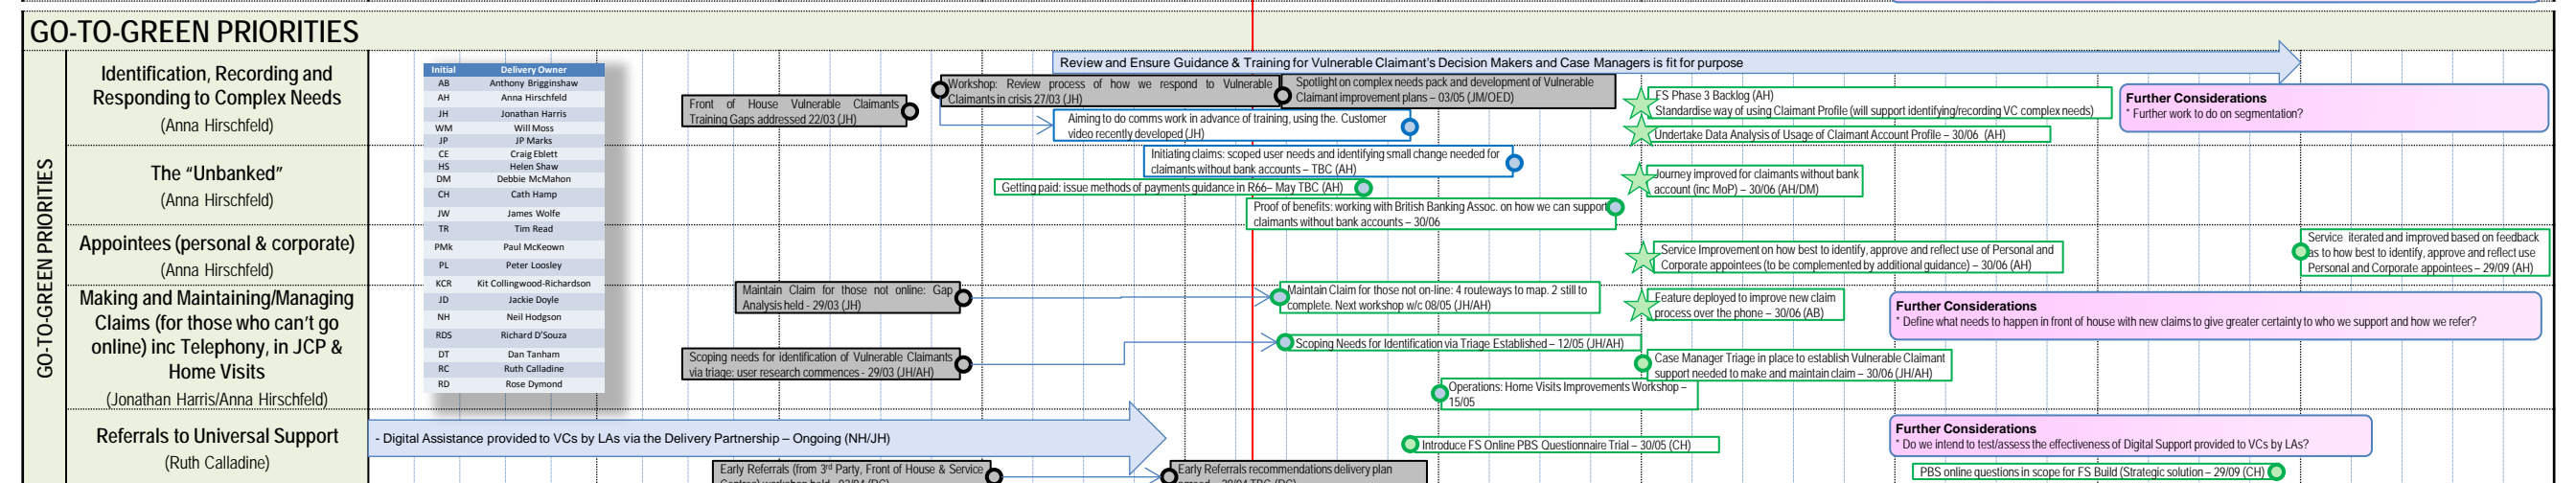 GO-TO-GREEN PRIORITIES
GO-TO-GREEN PRIORITIES
Identification, Recording and
Responding to Complex Needs
(Anna Hirschfeld)
The “Unbanked”
(Anna Hirschfeld)
Appointees (personal & corporate)
(Anna Hirschfeld)
Making and Maintaining/Managing
Claims (for those who can’t go
online) inc Telephony, in JCP &
Home Visits
(Jonathan Harris/Anna Hirschfeld)
Referrals to Universal Support
(Ruth Calladine)
Initial Delivery Owner
AB Anthony Brigginshaw
AH Anna Hirschfeld
JH Jonathan Harris
WM Will Moss
JP JP Marks
CE Craig Eblett
HS Helen Shaw
DM Debbie McMahon
CH Cath Hamp
JW James Wolfe
TR Tim Read
PMk Paul McKeown
PL Peter Loosley
KCR Kit Collingwood-Richardson
JD Jackie Doyle
NH Neil Hodgson
RDS Richard D’Souza
DT Dan Tanham
RC Ruth Calladine
RD Rose Dymond
Review and Ensure Guidance & Training for Vulnerable Claimant’s Decision Makers and Case Managers is fit for purpose
Front of House Vulnerable Claimants
Training Gaps addressed 22/03 (JH)
Workshop: Review process of how we respond to Vulnerable
Claimants in crisis 27/03 (JH)
Spotlight on complex needs pack and development of Vulnerable
Claimant improvement plans – 03/05 (JM/OED)
Aiming to do comms work in advance of training, using the. Customer
video recently developed (JH)
FS Phase 3 Backlog (AH)
Standardise way of using Claimant Profile (will support identifying/recording VC complex needs)
Undertake Data Analysis of Usage of Claimant Account Profile – 30/06 (AH)
Further Considerations
* Further work to do on segmentation?
Initiating claims: scoped user needs and identifying small change needed for
claimants without bank accounts – TBC (AH)
Getting paid: issue methods of payments guidance in R66– May TBC (AH)
Proof of benefits: working with British Banking Assoc. on how we can support
claimants without bank accounts – 30/06
Journey improved for claimants without bank
account (inc MoP) – 30/06 (AH/DM)
Service Improvement on how best to identify, approve and reflect use of Personal and
Corporate appointees (to be complemented by additional guidance) – 30/06 (AH)
Service iterated and improved based on feedback
as to how best to identify, approve and reflect use
Personal and Corporate appointees – 29/09 (AH)
Maintain Claim for those not online: Gap
Analysis held - 29/03 (JH)
Maintain Claim for those not on-line: 4 routeways to map. 2 still to
complete. Next workshop w/c 08/05 (JH/AH)
Feature deployed to improve new claim
process over the phone – 30/06 (AB)
Further Considerations
* Define what needs to happen in front of house with new claims to give greater certainty to who we support and how we refer?
Scoping needs for identification of Vulnerable Claimants
via triage: user research commences - 29/03 (JH/AH)
Scoping Needs for Identification via Triage Established – 12/05 (JH/AH)
Case Manager Triage in place to establish Vulnerable Claimant
support needed to make and maintain claim – 30/06 (JH/AH)
Operations: Home Visits Improvements Workshop –
15/05
- Digital Assistance provided to VCs by LAs via the Delivery Partnership – Ongoing (NH/JH)
Introduce FS Online PBS Questionnaire Trial – 30/05 (CH)
Further Considerations
* Do we intend to test/assess the effectiveness of Digital Support provided to VCs by LAs?
Early Referrals (from 3rd Party, Front of House & Service
Early Referrals recommendations delivery plan
PBS online questions in scope for FS Build (Strategic solution – 29/09 (CH)